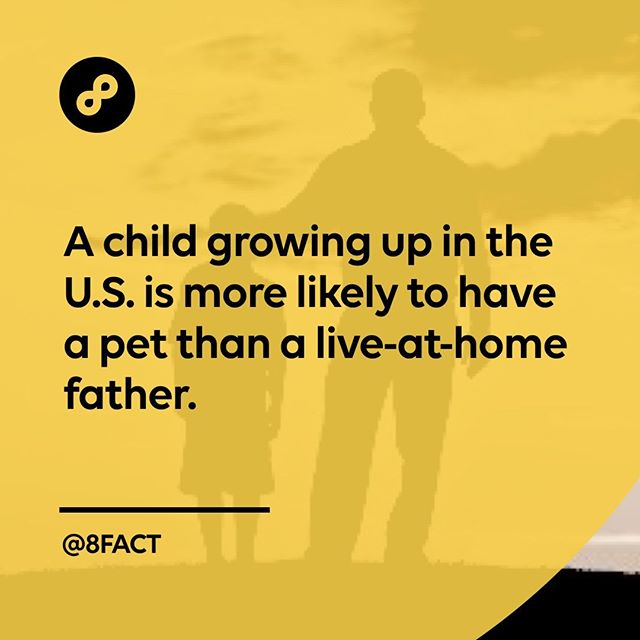 A child growing up in the
U.S. is more likely to have
a pet than a live-at-home
father.
@8FACT